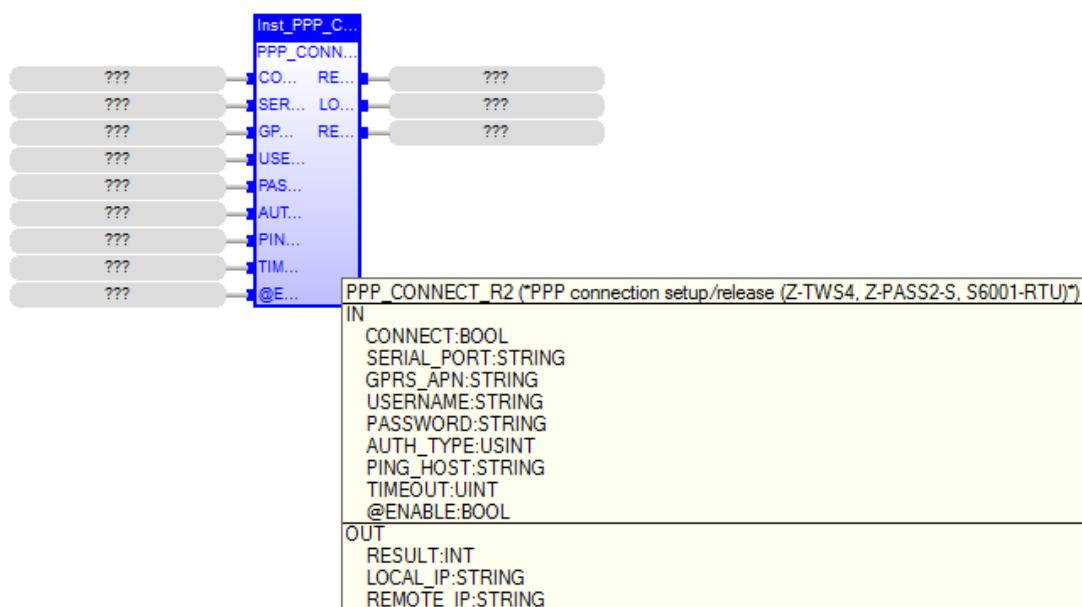 Inst_PPP_C...
PPP_CONN...
??? CO... RE... ???
??? SER... LO... ???
??? GP... RE... ???
??? USE...
??? PAS...
??? AUT...
??? PIN...
??? TIM...
??? @E...
PPP_CONNECT_R2 (*PPP connection setup/release (Z-TWS4, Z-PASS2-S, S6001-RTU)*)
IN
CONNECT:BOOL
SERIAL_PORT:STRING
GPRS_APN:STRING
USERNAME:STRING
PASSWORD:STRING
AUTH_TYPE:USINT
PING_HOST:STRING
TIMEOUT:UINT
@ENABLE:BOOL
OUT
RESULT:INT
LOCAL_IP:STRING
REMOTE_IP:STRING